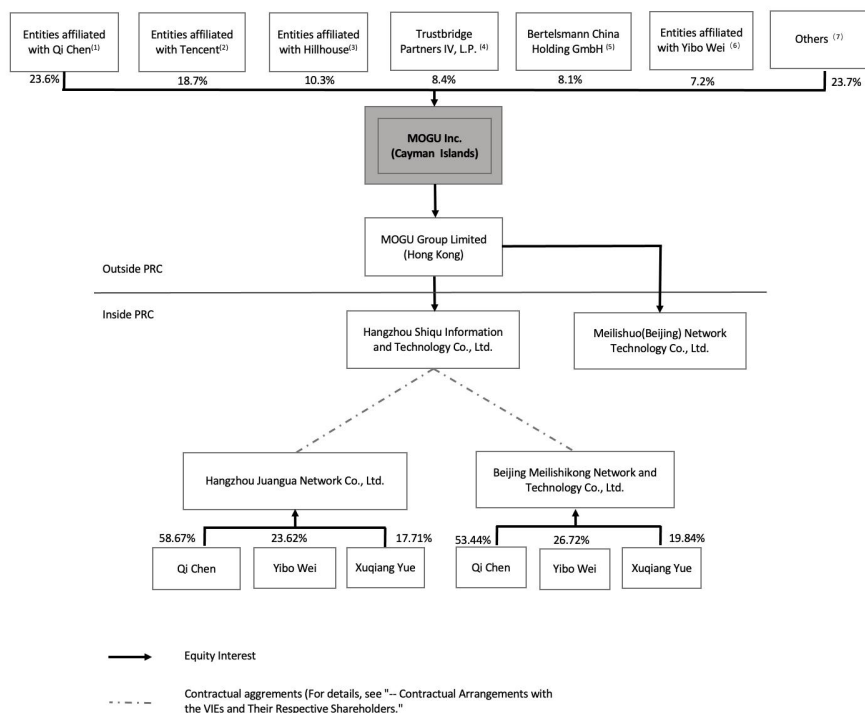 Entities affiliated
with Qi Chen(1)
Entities affiliated
with Tencent(2)
Entities affiliated
with Hillhouse(3)
Trustbridge
Partners IV, L.P. (4)
Bertelsmann China
Holding GmbH (5)
Entities affiliated
with Yibo Wei (6)
Others (7)
23.6%
18.7%
10.3%
8.4%
8.1%
7.2%
23.7%
MOGU Inc.
(Cayman Islands)
MOGU Group Limited
(Hong Kong)
Outside PRC
Inside PRC
Hangzhou Shiqu Information
and Technology Co., Ltd.
Meilishuo(Beijing) Network
Technology Co., Ltd.
Hangzhou Juangua Network Co., Ltd.
Beijing Meilishikong Network and
Technology Co., Ltd.
58.67%
23.62%
17.71%
53.44%
26.72%
19.84%
Qi Chen
Yibo Wei
Xuqiang Yue
Qi Chen
Yibo Wei
Xuqiang Yue
Equity Interest
Contractual aggrements (For details, see "-- Contractual Arrangements with
the VIEs and Their Respective Shareholders."